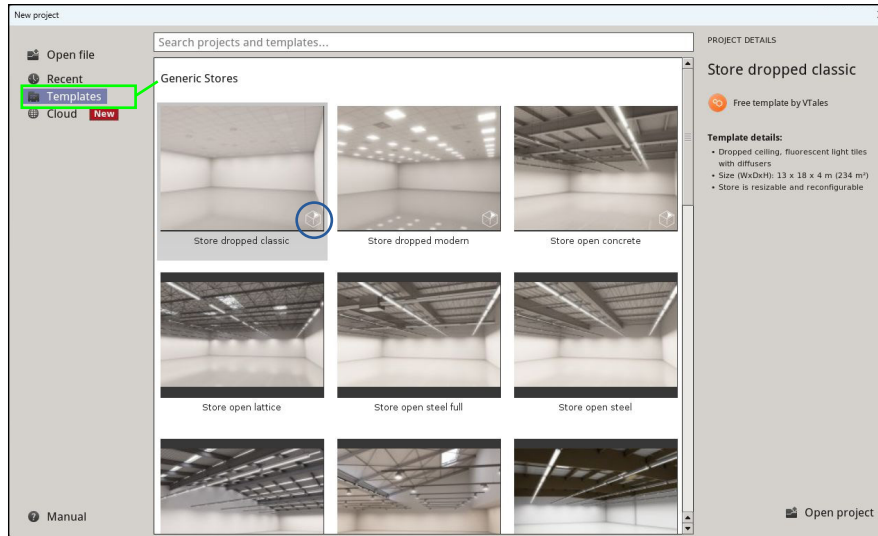 New project
Open file
Recent
Templates
Cloud New
Manual
Search projects and templates...
Generic Stores
Store dropped classic
Store dropped modern
Store open concrete
Store open lattice
Store open steel full
Store open steel
PROJECT DETAILS
Store dropped classic
Free template by VTales
Template details:
• Dropped ceiling, fluorescent light tiles
with diffusers
• Size (WxDxH): 13 x 18 x 4 m (234 m²)
• Store is resizable and reconfigurable
Open project